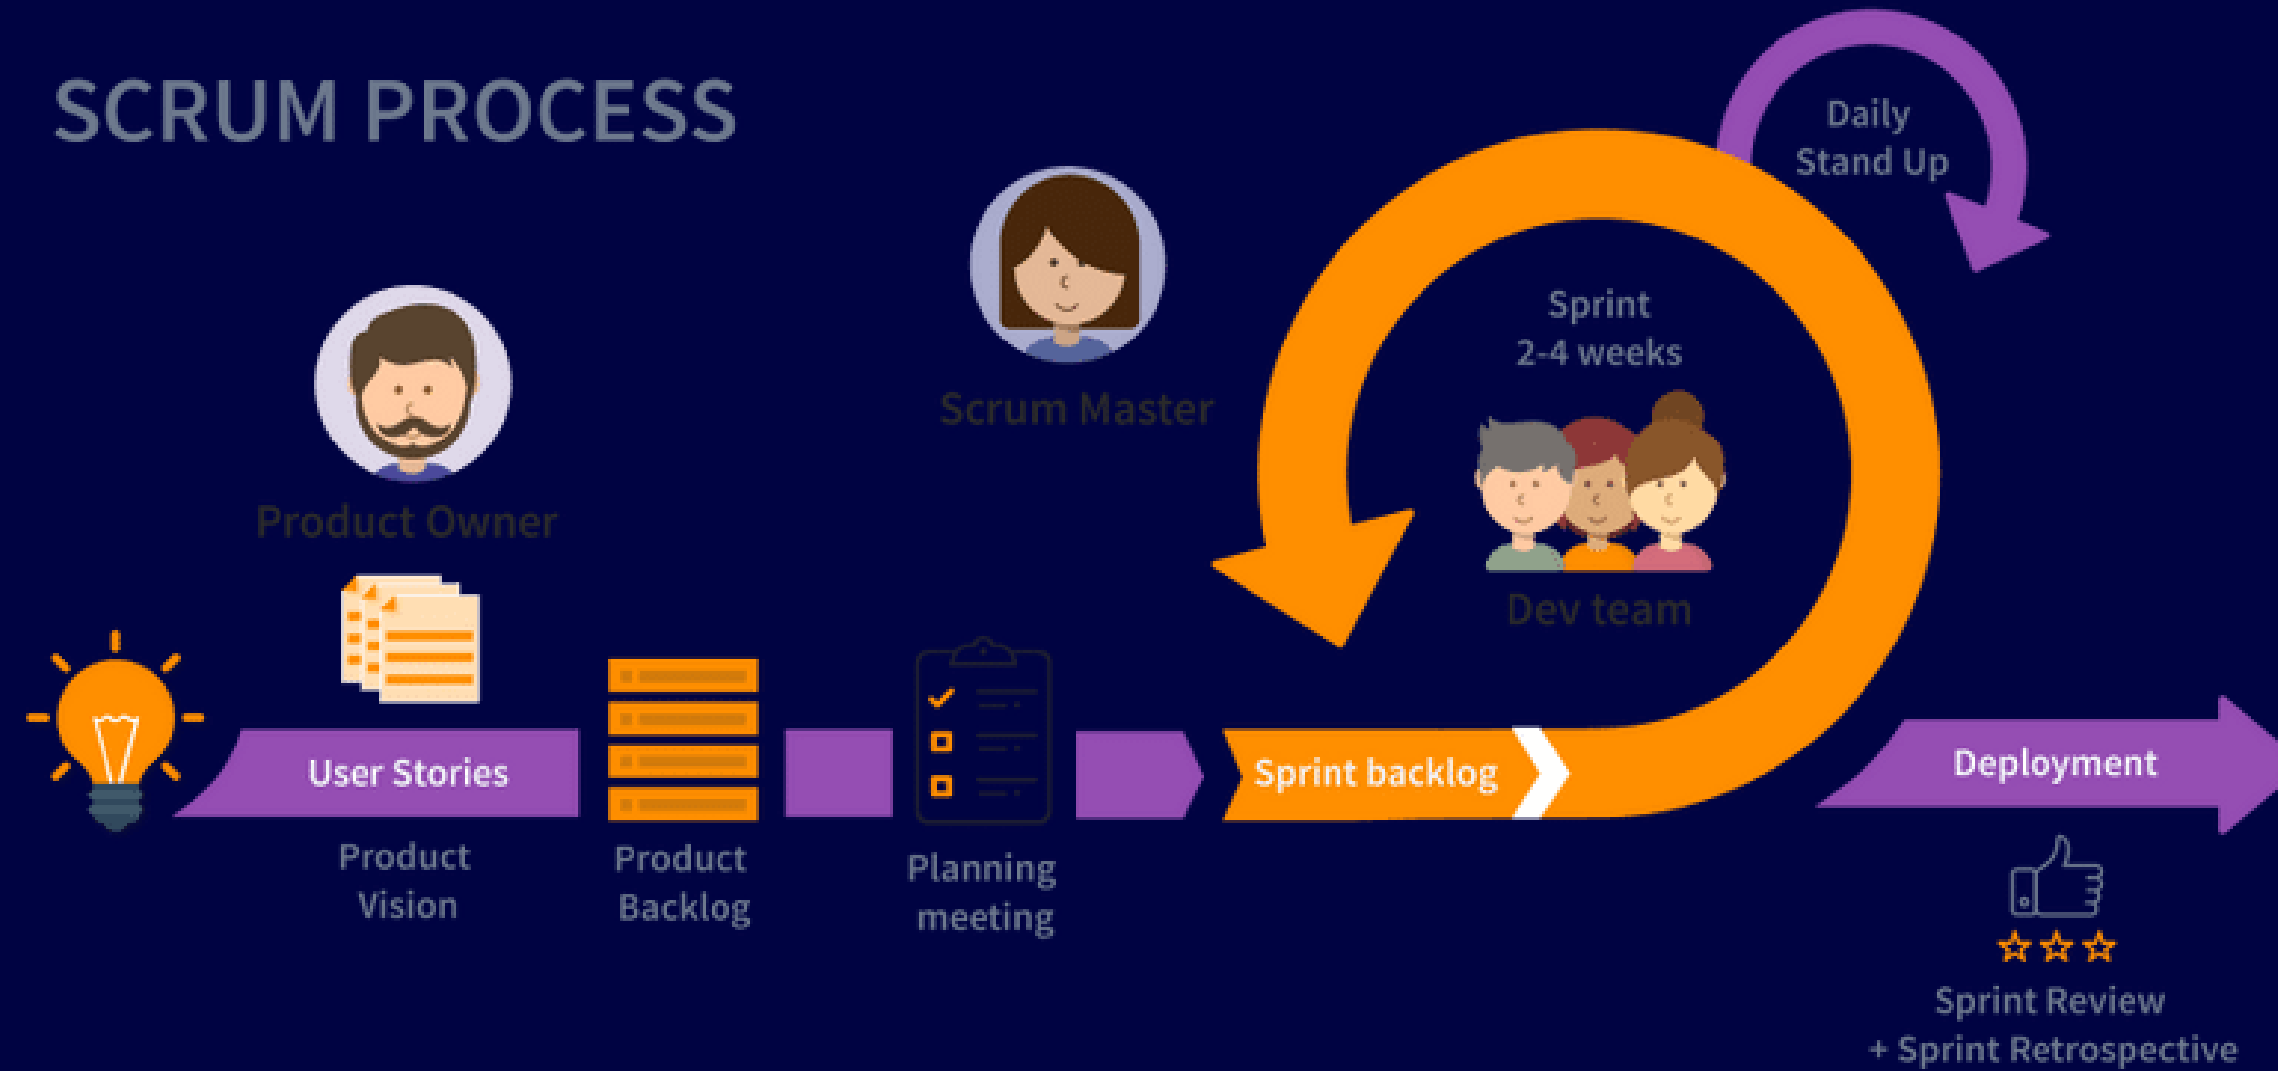 SCRUM PROCESS
Daily
Stand Up
Sprint
2-4 weeks
Scrum Master
Product Owner
Dev team
User Stories
Sprint backlog
Deployment
Product
Vision
Product
Backlog
Planning
meeting
Sprint Review
+ Sprint Retrospective